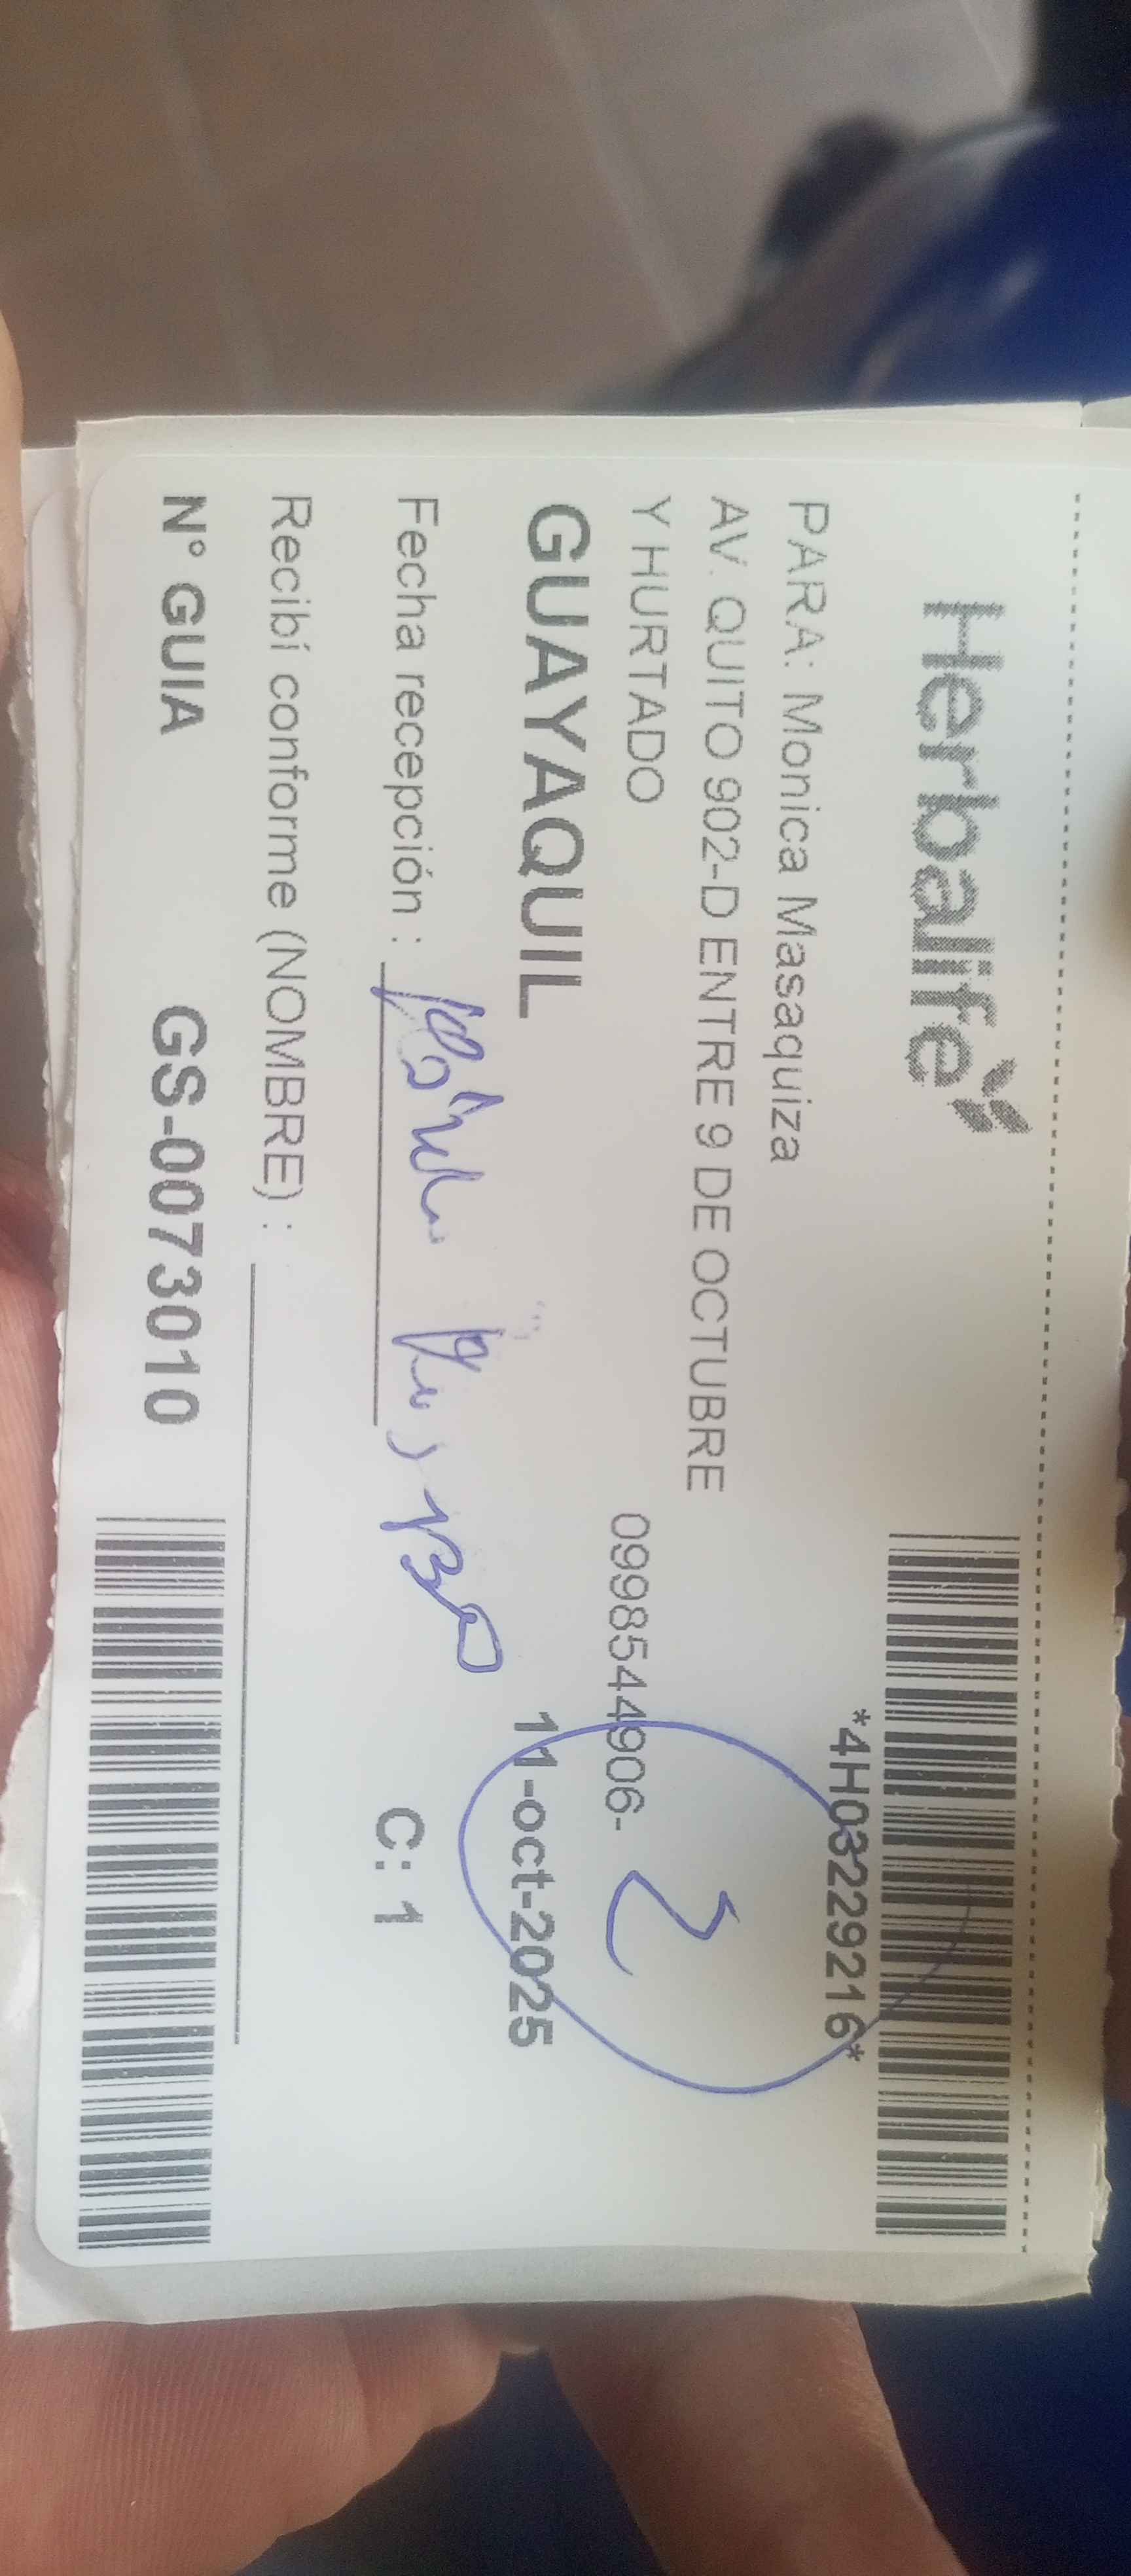 Herbalife
*4H03229216*
PARA: Monica Masaquiza
AV. QUITO 902-D ENTRE 9 DE OCTUBRE
Y HURTADO
0998544906-
2
GUAYAQUIL
11-oct-2025
Fecha recepción :
C: 1
Recibí conforme (NOMBRE) :
N° GUIA GS-0073010